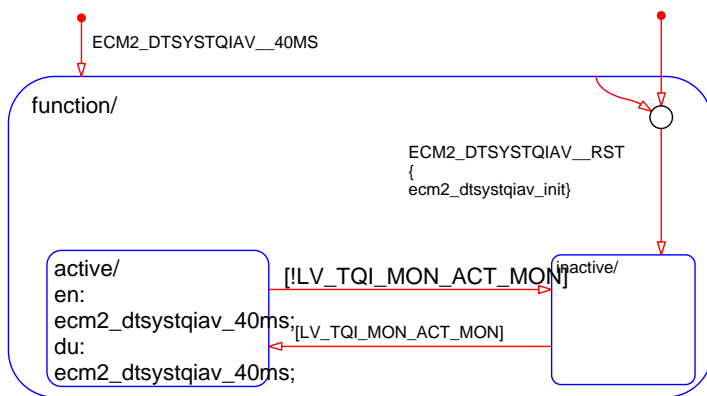 ECM2_DTSYSTQIAV__40MS
function/
ECM2_DTSYSTQIAV__RST
{
ecm2_dtsystqiav_init}
active/
en:
ecm2_dtsystqiav_40ms;
du:
ecm2_dtsystqiav_40ms;
[!LV_TQI_MON_ACT_MON]
[LV_TQI_MON_ACT_MON]
inactive/